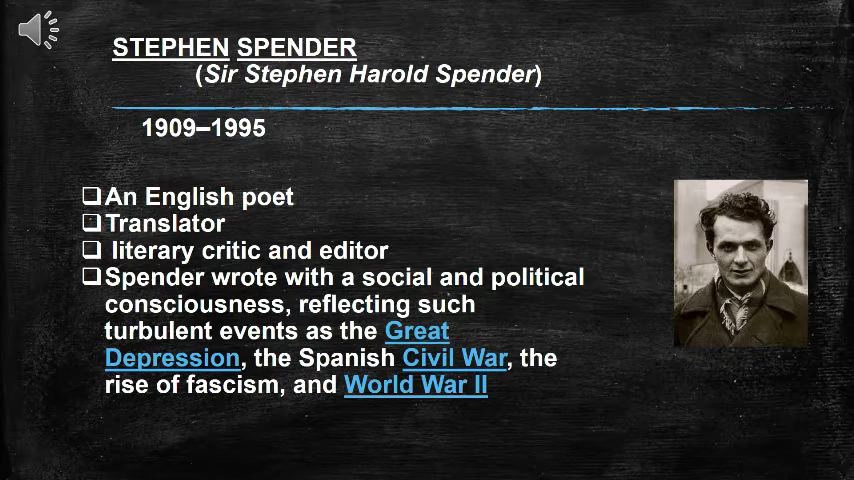 STEPHEN SPENDER
(Sir Stephen Harold Spender)
1909–1995
❑An English poet
❑Translator
❑ literary critic and editor
❑Spender wrote with a social and political
consciousness, reflecting such
turbulent events as the Great
Depression, the Spanish Civil War, the
rise of fascism, and World War II